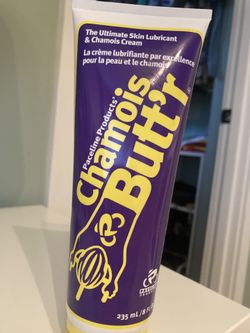 The Ultimate Skin Lubricant
& Chamois Cream
La crème lubrifiante par excellence
pour la peau et le chamois
Paceline Products'
Chamois
Butt'r
235 mL / 8